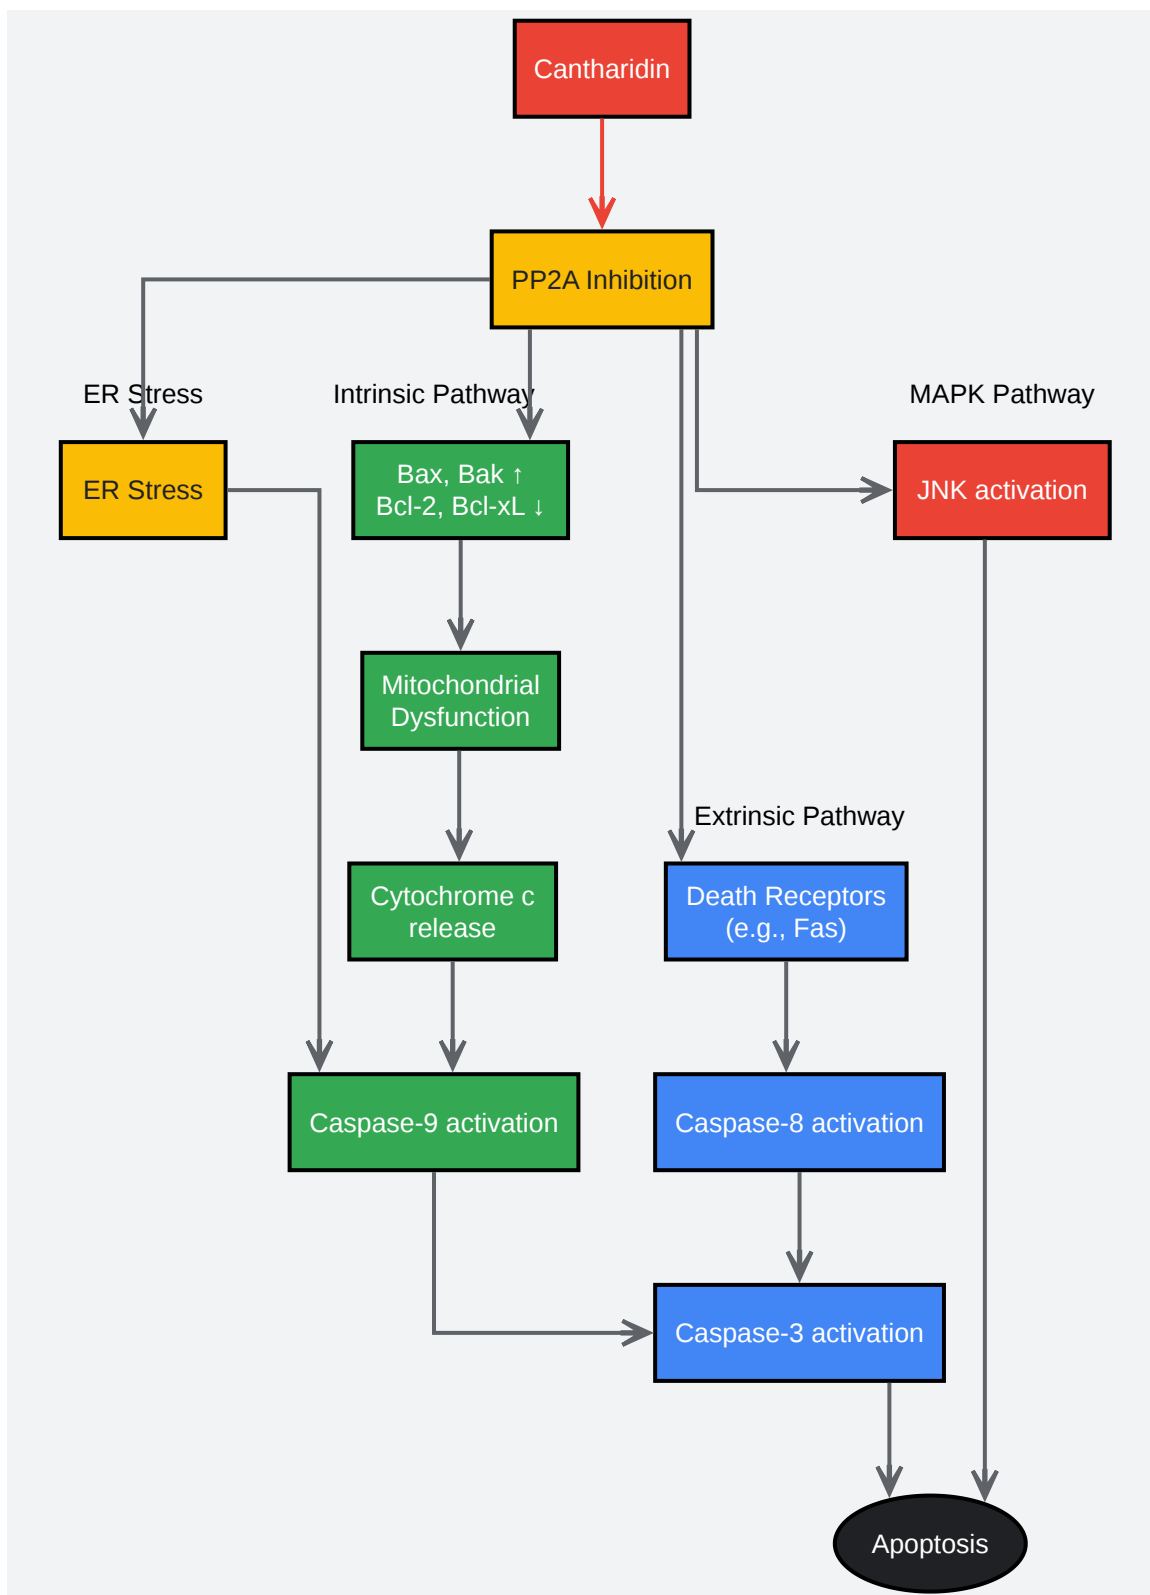 Cantharidin
PP2A Inhibition
ER Stress
Intrinsic Pathway
MAPK Pathway
ER Stress
Bax, Bak ↑
Bcl-2, Bcl-xL ↓
JNK activation
Mitochondrial
Dysfunction
Extrinsic Pathway
Cytochrome c
release
Death Receptors
(e.g., Fas)
Caspase-9 activation
Caspase-8 activation
Caspase-3 activation
Apoptosis